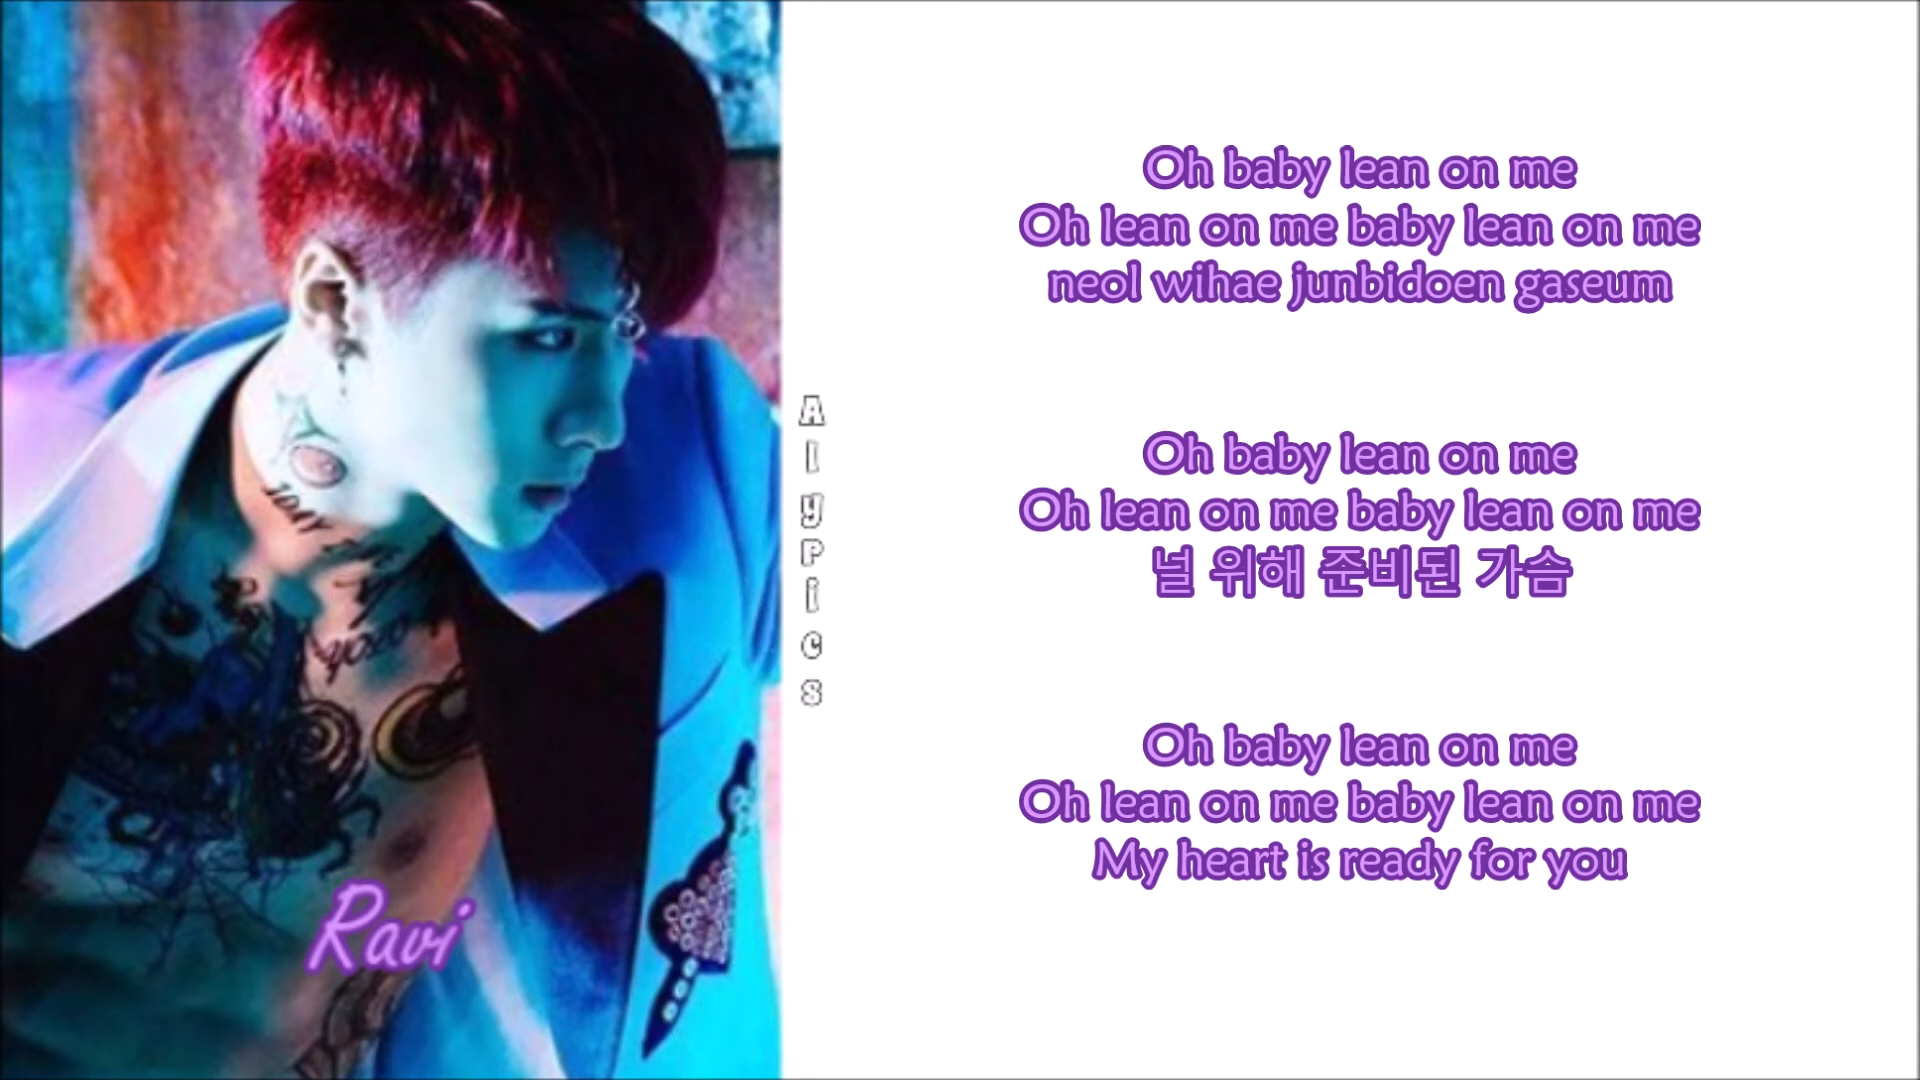 Oh baby lean on me
Oh lean on me baby lean on me
neol wihae junbidoen gaseum
Oh baby lean on me
Oh lean on me baby lean on me
널 위해 준비된 가슴
Oh baby lean on me
Oh lean on me baby lean on me
My heart is ready for you
AlyPics
Ravi